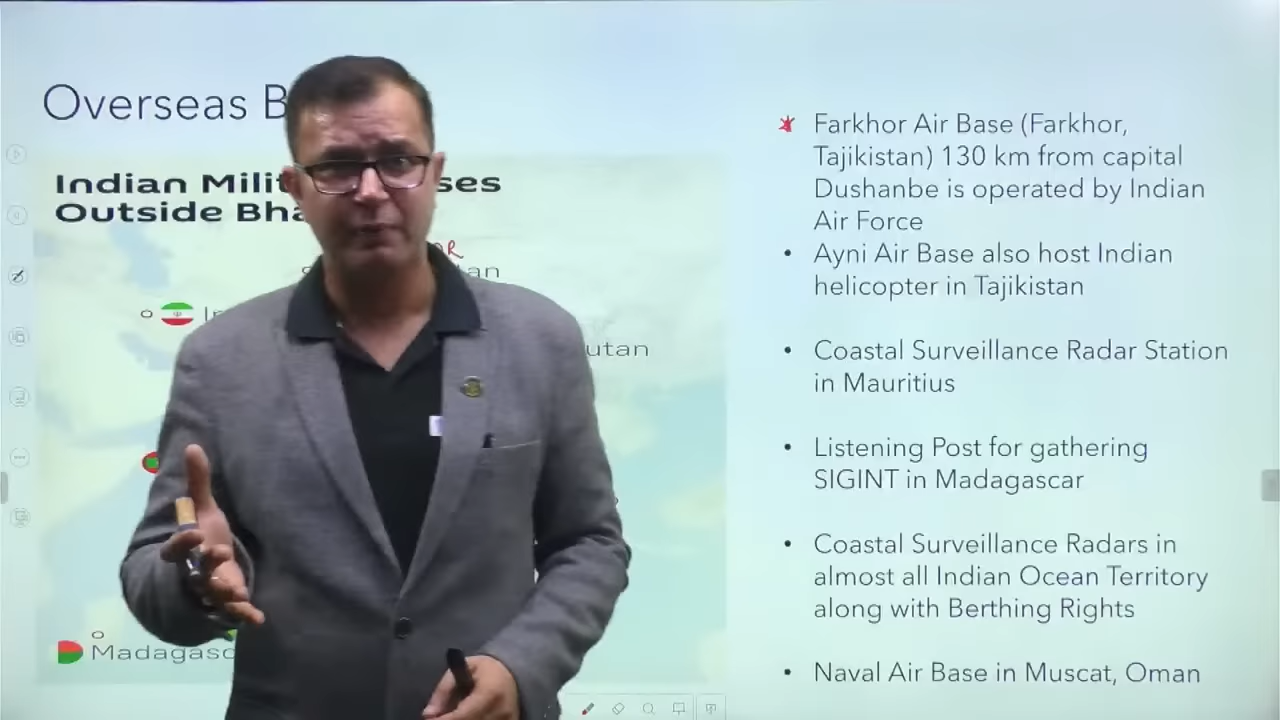 Overseas B
Indian Milit ses
Outside Bha
R
tan
utan
Madagasc
Farkhor Air Base (Farkhor,
Tajikistan) 130 km from capital
Dushanbe is operated by Indian
Air Force
• Ayni Air Base also host Indian
helicopter in Tajikistan
• Coastal Surveillance Radar Station
in Mauritius
• Listening Post for gathering
SIGINT in Madagascar
• Coastal Surveillance Radars in
almost all Indian Ocean Territory
along with Berthing Rights
• Naval Air Base in Muscat, Oman